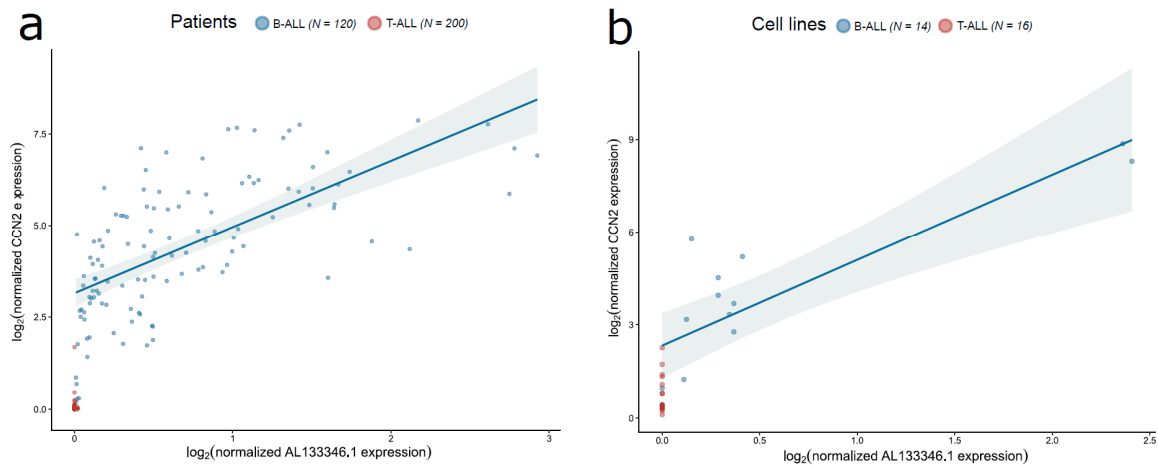 a
Patients B-ALL (N = 120) T-ALL (N = 200)
log2(normalized CCN2 e pression)
7.5
5.0
2.5
0.0
0 1 2 3
log2(normalized AL133346.1 expression)
b
Cell lines B-ALL (N = 14) T-ALL (N = 16)
log2(normalized CCN2 expression)
9
6
3
0
0.0 0.5 1.0 1.5 2.0 2.5
log2(normalized AL133346.1 expression)